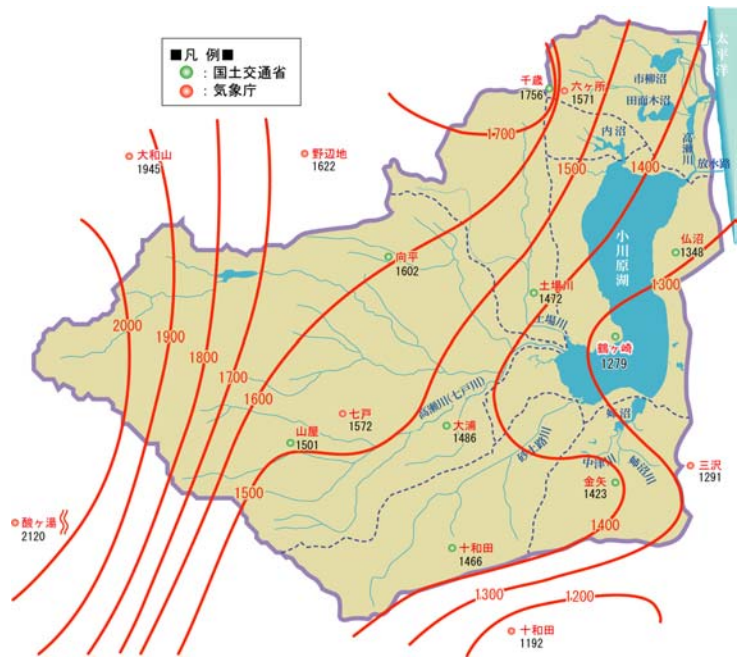 ■凡 例■
：国土交通省
：気象庁
太平洋
千歳
1756
六ヶ所
1571
市柳沼
田面木沼
内沼
高瀬川
放水路
1700
1500
1400
大和山
1945
野辺地
1622
向平
1602
小川原湖
仏沼
1348
1300
土場川
1472
土場川
2000
1900
1800
1700
1600
鶴ヶ崎
1279
七戸
1572
高瀬川(七戸川)
大浦
1486
山屋
1501
姉沼
砂土路川
中津川
姉沼川
三沢
1291
金矢
1423
1500
1400
酸ヶ湯
2120
十和田
1466
1300
1200
十和田
1192